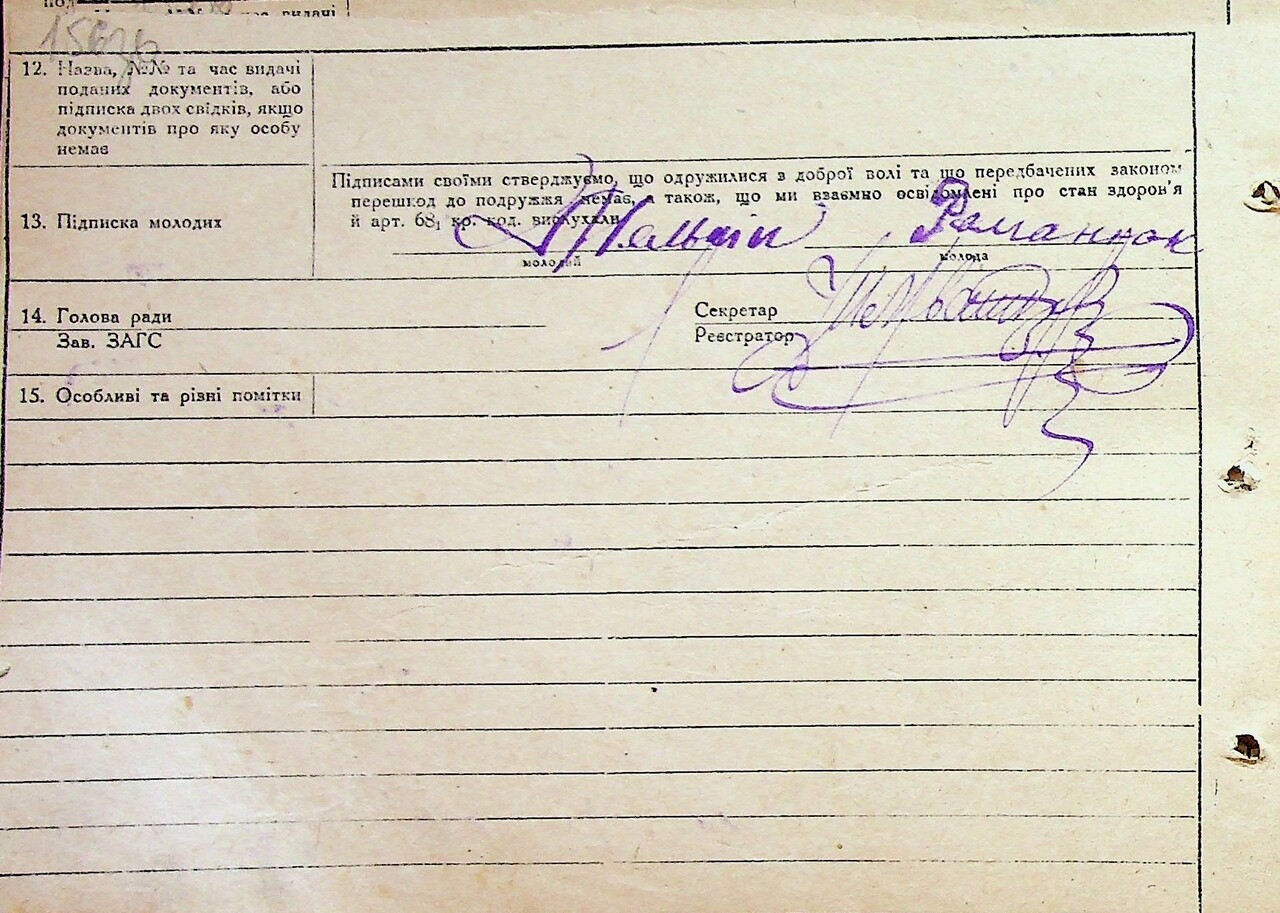 12. Назва, №№ та час видачі
поданих документів, або
підписка двох свідків, якщо
документів про яку особу
немає
13. Підписка молодих
Підписами своїми стверджуємо, що одружилися з доброї волі та що передбачених законом
перешкод до подружжя немає, а також, що ми взаємно освідомлені про стан здоров'я
й арт. 68₁ кр. код. вислухали
Романюк
молодий
молода
14. Голова ради
Зав. ЗАГС
Секретар
Реєстратор
15. Особливі та різні помітки